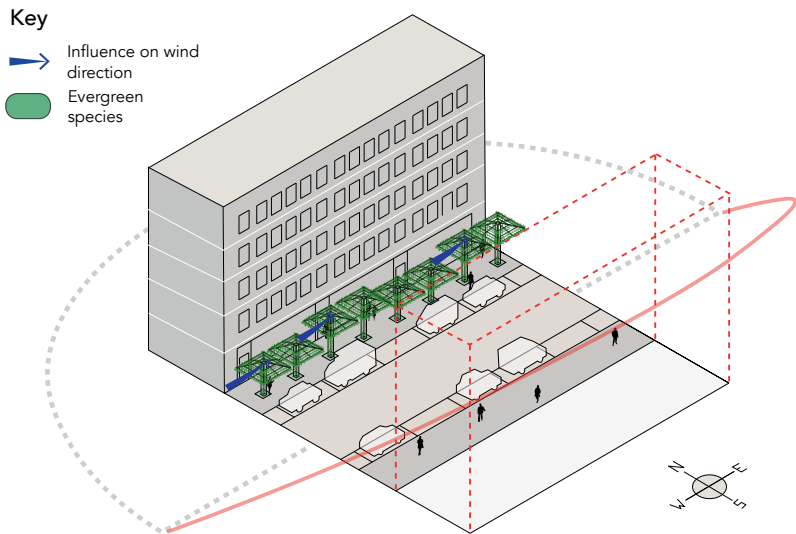 Key
Influence on wind
direction
Evergreen
species
N
E
W
S